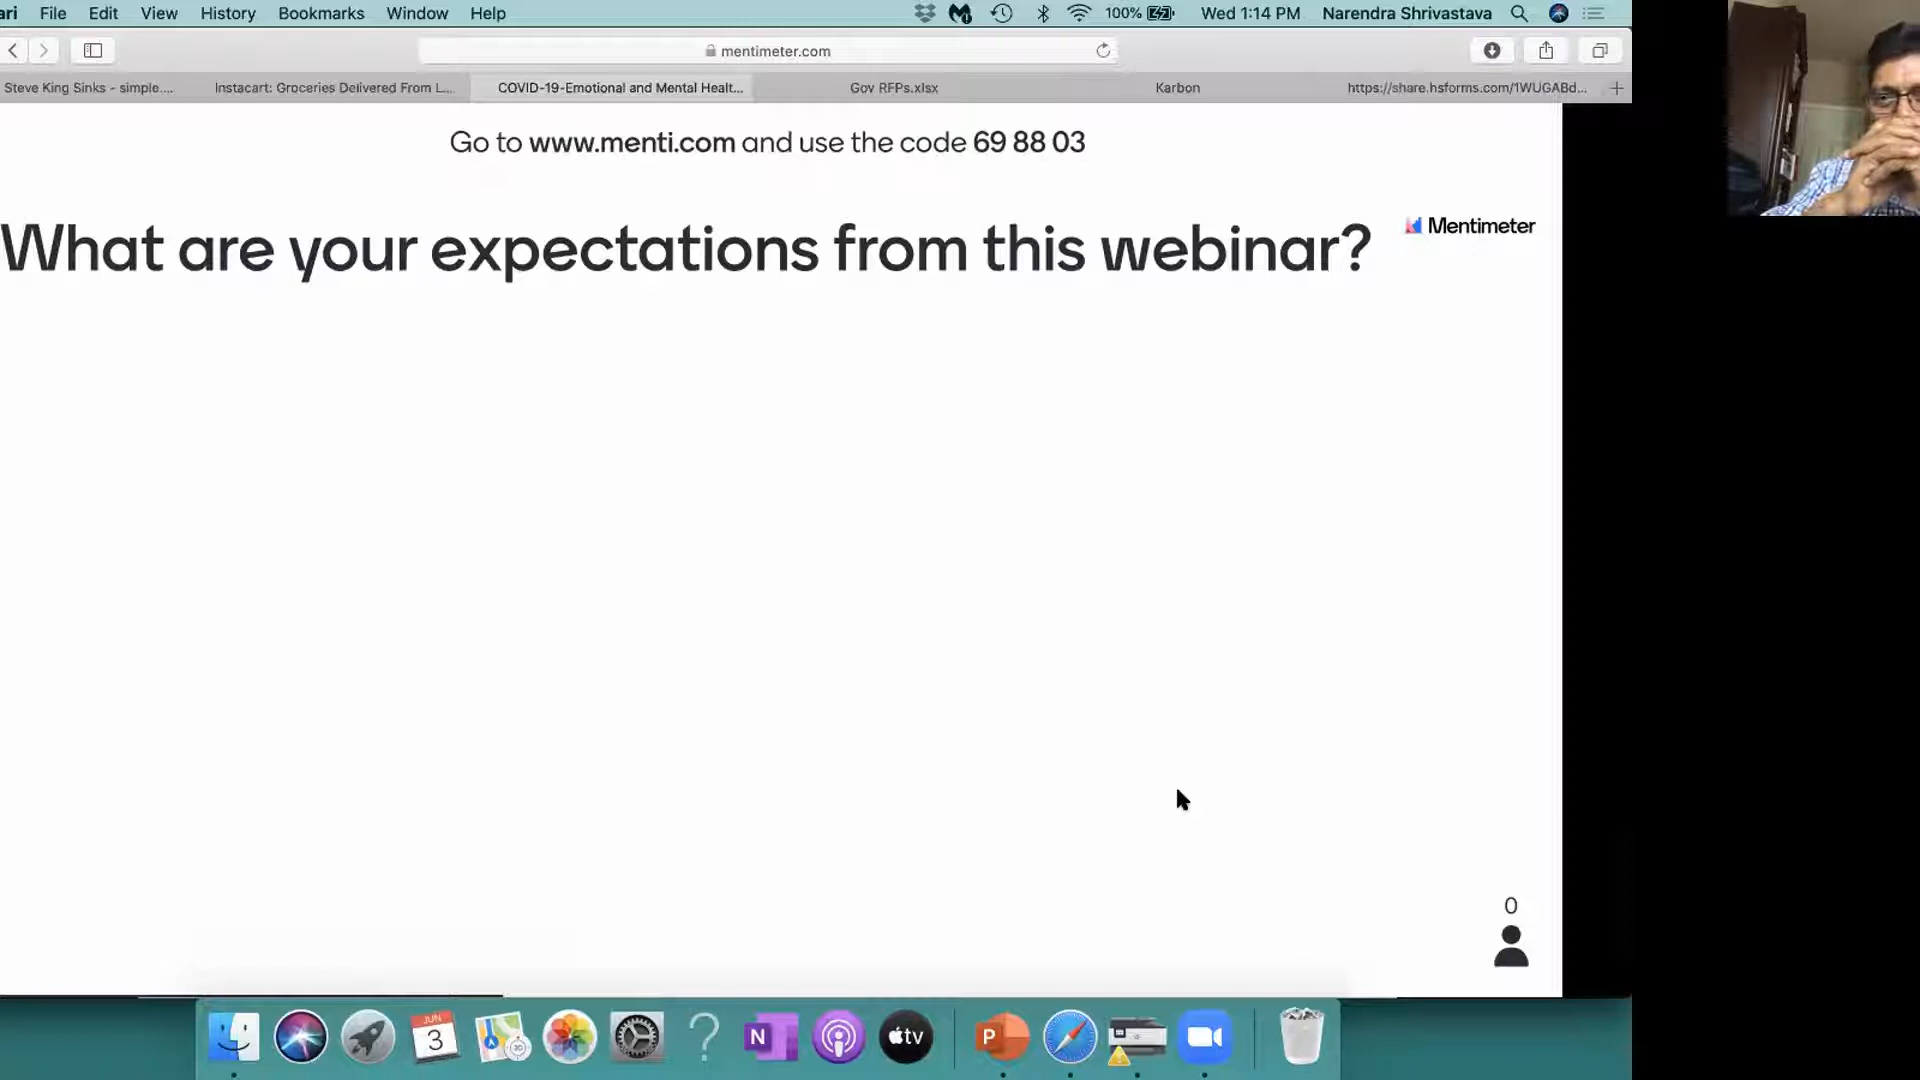 ari File Edit View History Bookmarks Window Help 100% Wed 1:14 PM Narendra Shrivastava
mentimeter.com
Steve King Sinks - simple.... Instacart: Groceries Delivered From L... COVID-19-Emotional and Mental Healt... Gov RFPs.xlsx Karbon https://share.hsforms.com/1WUGABd...
Go to www.menti.com and use the code 69 88 03
What are your expectations from this webinar?
Mentimeter
0
JUN
3
3D
N
tv
P